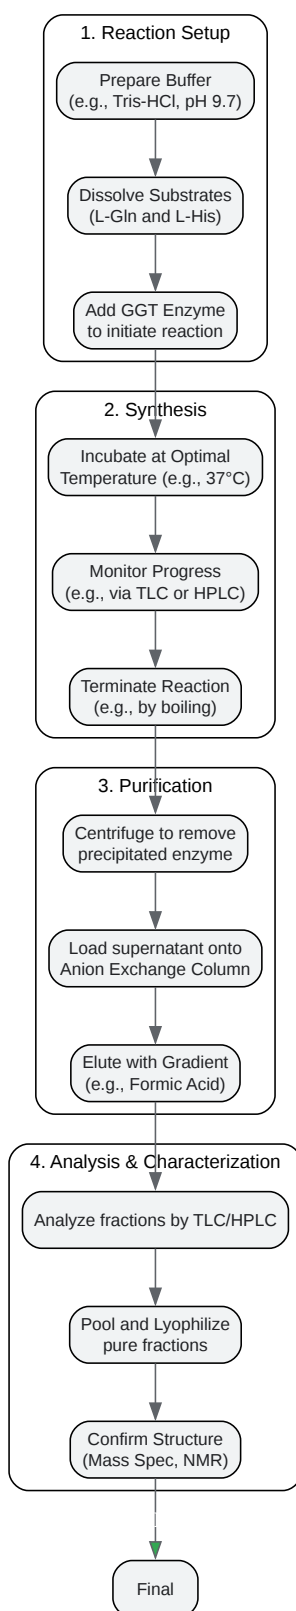 1. Reaction Setup
Prepare Buffer
(e.g., Tris-HCl, pH 9.7)
Dissolve Substrates
(L-Gln and L-His)
Add GGT Enzyme
to initiate reaction
2. Synthesis
Incubate at Optimal
Temperature (e.g., 37°C)
Monitor Progress
(e.g., via TLC or HPLC)
Terminate Reaction
(e.g., by boiling)
3. Purification
Centrifuge to remove
precipitated enzyme
Load supernatant onto
Anion Exchange Column
Elute with Gradient
(e.g., Formic Acid)
4. Analysis & Characterization
Analyze fractions by TLC/HPLC
Pool and Lyophilize
pure fractions
Confirm Structure
(Mass Spec, NMR)
Final